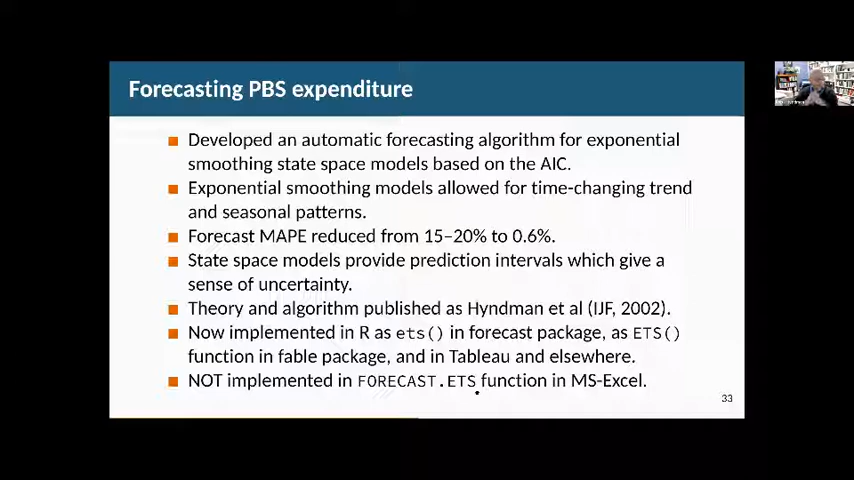 Forecasting PBS expenditure
Developed an automatic forecasting algorithm for exponential
smoothing state space models based on the AIC.
Exponential smoothing models allowed for time-changing trend
and seasonal patterns.
Forecast MAPE reduced from 15–20% to 0.6%.
State space models provide prediction intervals which give a
sense of uncertainty.
Theory and algorithm published as Hyndman et al (IJF, 2002).
Now implemented in R as ets() in forecast package, as ETS()
function in fable package, and in Tableau and elsewhere.
NOT implemented in FORECAST.ETS function in MS-Excel.
33